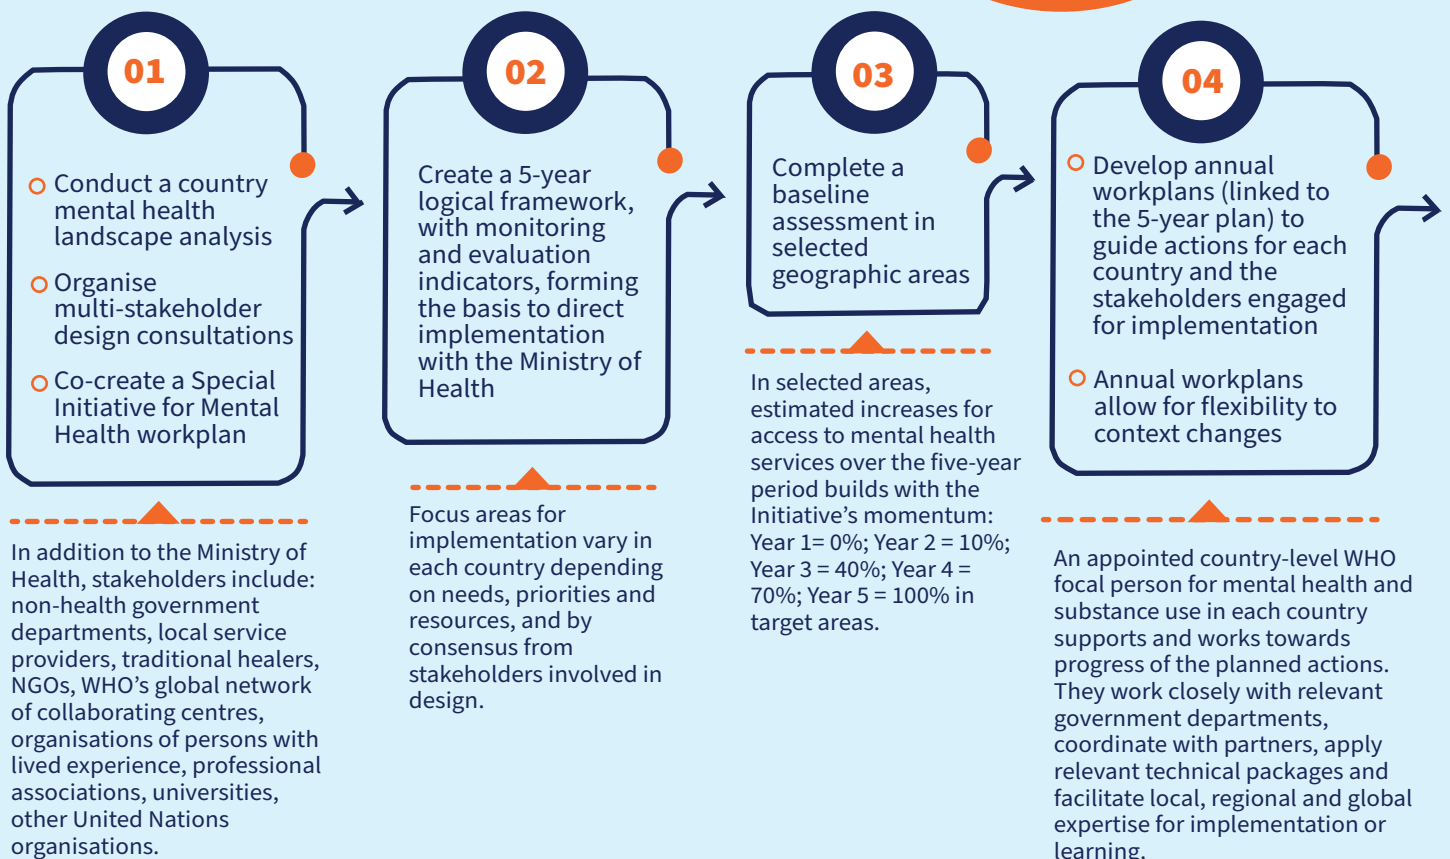 01
Conduct a country
mental health
landscape analysis
Organise
multi-stakeholder
design consultations
Co-create a Special
Initiative for Mental
Health workplan
In addition to the Ministry of
Health, stakeholders include:
non-health government
departments, local service
providers, traditional healers,
NGOs, WHO’s global network
of collaborating centres,
organisations of persons with
lived experience, professional
associations, universities,
other United Nations
organisations.
02
Create a 5-year
logical framework,
with monitoring
and evaluation
indicators, forming
the basis to direct
implementation
with the Ministry of
Health
Focus areas for
implementation vary in
each country depending
on needs, priorities and
resources, and by
consensus from
stakeholders involved in
design.
03
Complete a
baseline
assessment in
selected
geographic areas
In selected areas,
estimated increases for
access to mental health
services over the five-year
period builds with the
Initiative’s momentum:
Year 1= 0%; Year 2 = 10%;
Year 3 = 40%; Year 4 =
70%; Year 5 = 100% in
target areas.
04
Develop annual
workplans (linked to
the 5-year plan) to
guide actions for each
country and the
stakeholders engaged
for implementation
Annual workplans
allow for flexibility to
context changes
An appointed country-level WHO
focal person for mental health and
substance use in each country
supports and works towards
progress of the planned actions.
They work closely with relevant
government departments,
coordinate with partners, apply
relevant technical packages and
facilitate local, regional and global
expertise for implementation or
learning.